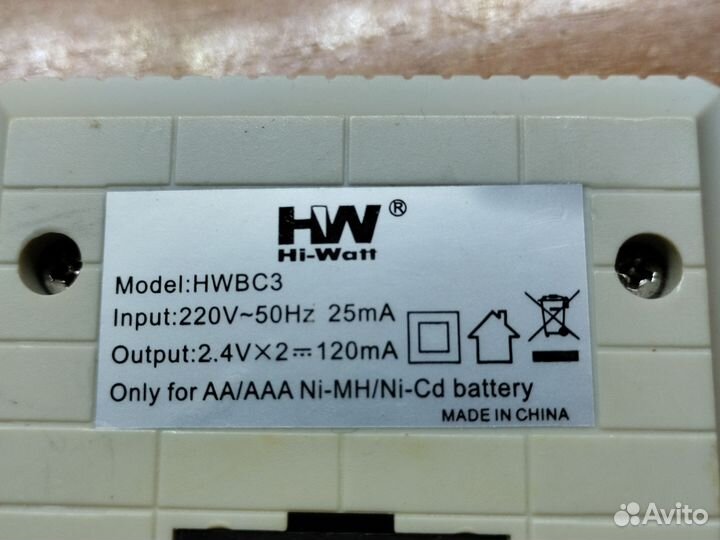 HW®
Hi-Watt
Model:HWBC3
Input:220V~50Hz 25mA
Output:2.4V×2⎓120mA
Only for AA/AAA Ni-MH/Ni-Cd battery
MADE IN CHINA
Avito